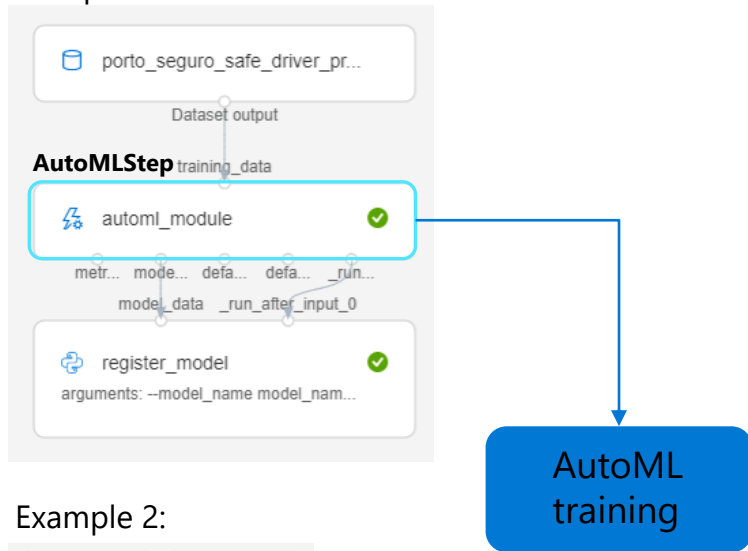 porto_seguro_safe_driver_pr...
Dataset output
AutoMLStep training_data
automl_module
metr... mode... defa... defa... _run...
model_data _run_after_input_0
register_model
arguments: --model_name model_nam...
AutoML
training
Example 2: